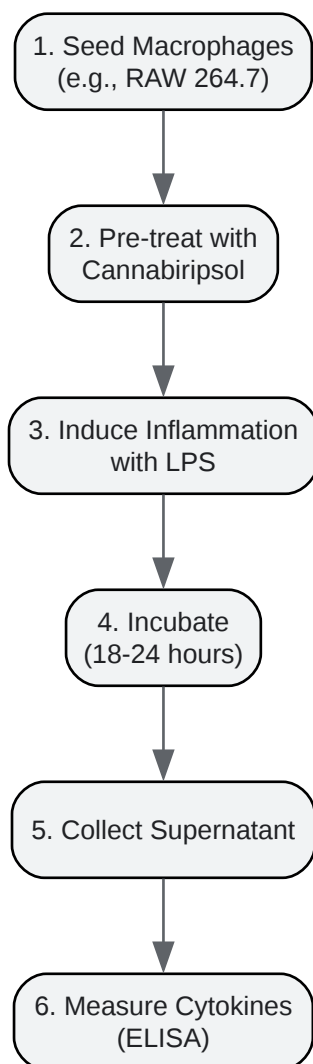 1. Seed Macrophages
(e.g., RAW 264.7)
2. Pre-treat with
Cannabiripsol
3. Induce Inflammation
with LPS
4. Incubate
(18-24 hours)
5. Collect Supernatant
6. Measure Cytokines
(ELISA)